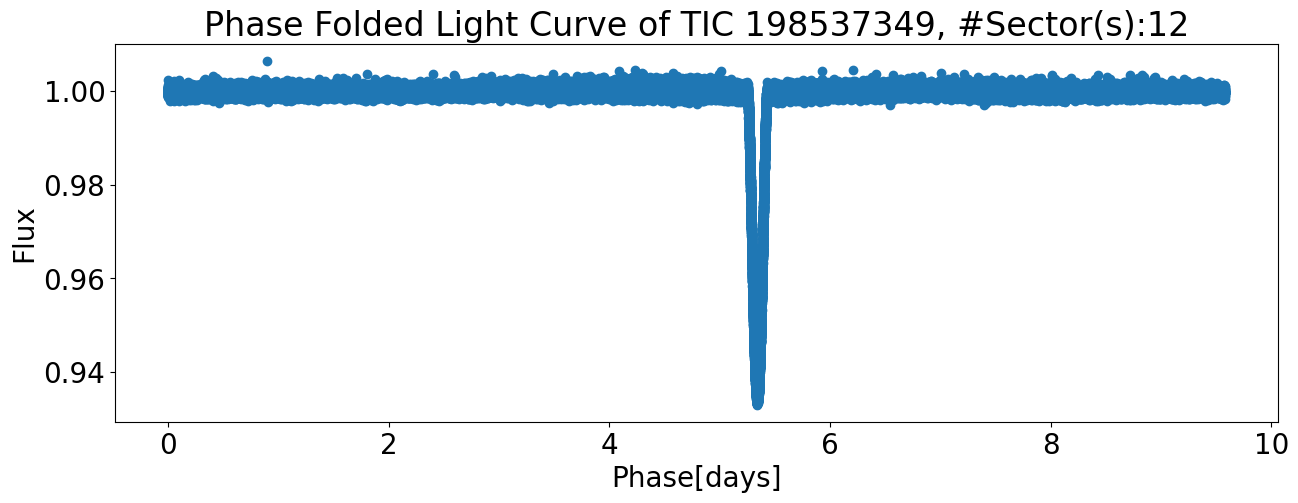 Phase Folded Light Curve of TIC 198537349, #Sector(s):12
1.00
0.98
0.96
0.94
Flux
0 2 4 6 8 10
Phase[days]